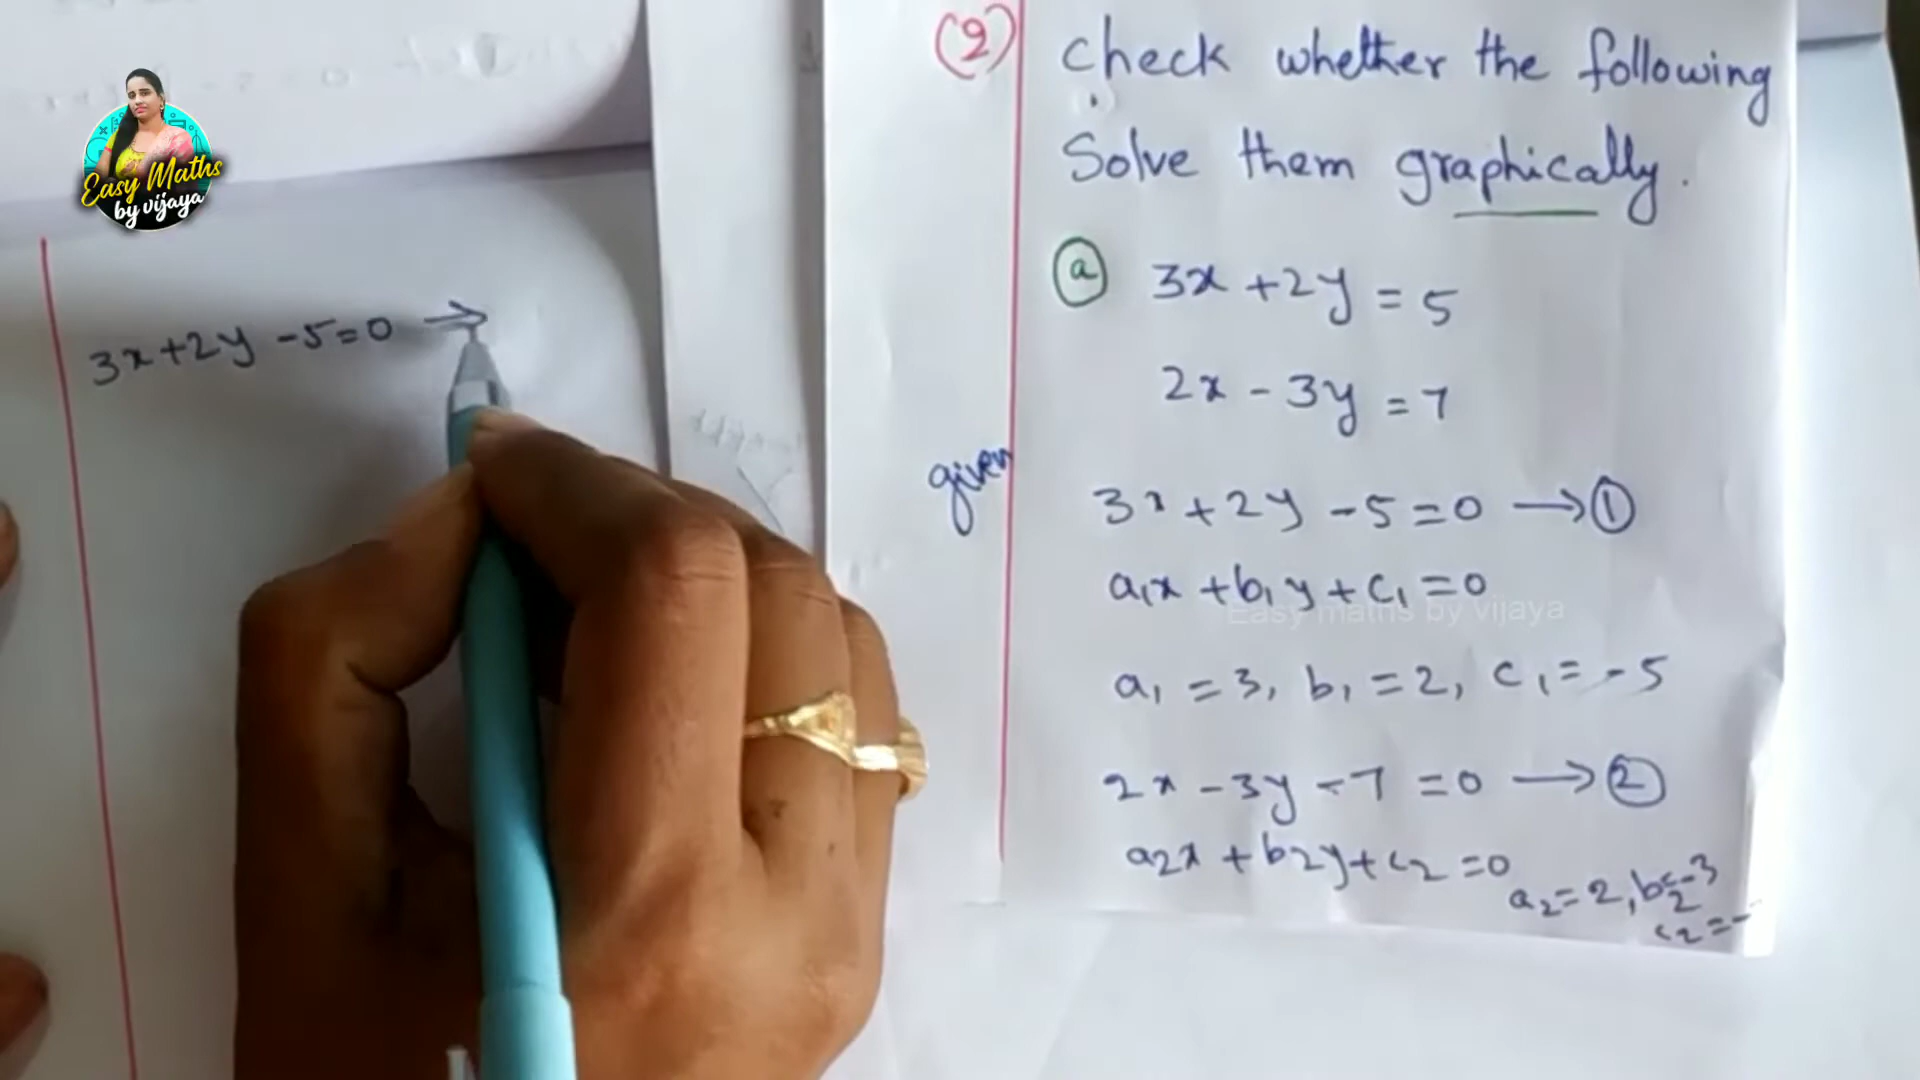 Easy Maths
by vijaya
3x+2y -5=0 →
(2) Check whether the following
Solve them graphically.
(a) 3x +2y = 5
2x - 3y = 7
given
3x +2y -5=0 →①
a₁x +b₁y +c₁ =0
Easy maths by vijaya
a₁ =3, b₁ =2, c₁= -5
2x -3y -7 =0 →②
a₂x + b₂y+c₂ =0
a₂=2, b₂=-3
c₂=-